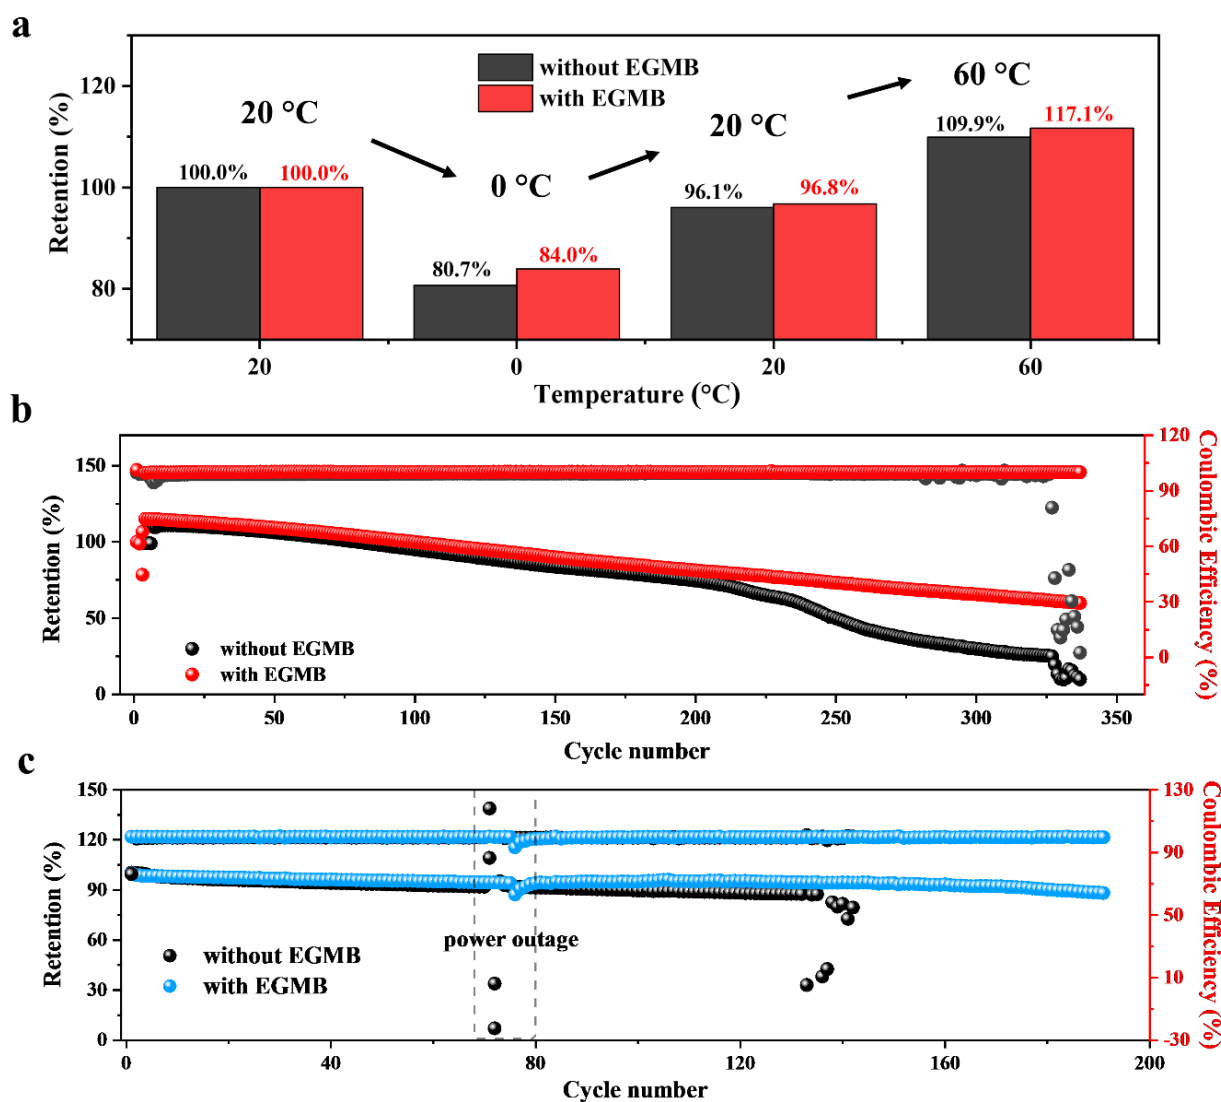 a
Retention (%)
120
100
80
without EGMB
with EGMB
20 °C
0 °C
20 °C
60 °C
100.0%
100.0%
80.7%
84.0%
96.1%
96.8%
109.9%
117.1%
20
0
20
60
Temperature (°C)
b
Retention (%)
150
100
50
0
without EGMB
with EGMB
Coulombic Efficiency (%)
120
90
60
30
0
0
50
100
150
200
250
300
350
Cycle number
c
Retention (%)
150
120
90
60
30
0
power outage
without EGMB
with EGMB
Coulombic Efficiency (%)
130
90
50
10
-30
0
40
80
120
160
200
Cycle number